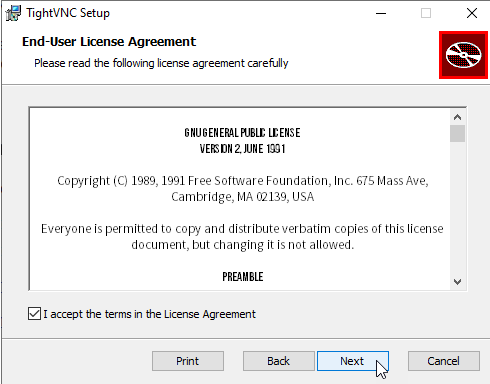 TightVNC Setup
End-User License Agreement
Please read the following license agreement carefully
GNU GENERAL PUBLIC LICENSE
VERSION 2, JUNE 1991
Copyright (C) 1989, 1991 Free Software Foundation, Inc. 675 Mass Ave,
Cambridge, MA 02139, USA
Everyone is permitted to copy and distribute verbatim copies of this license
document, but changing it is not allowed.
PREAMBLE
I accept the terms in the License Agreement
Print Back Next Cancel